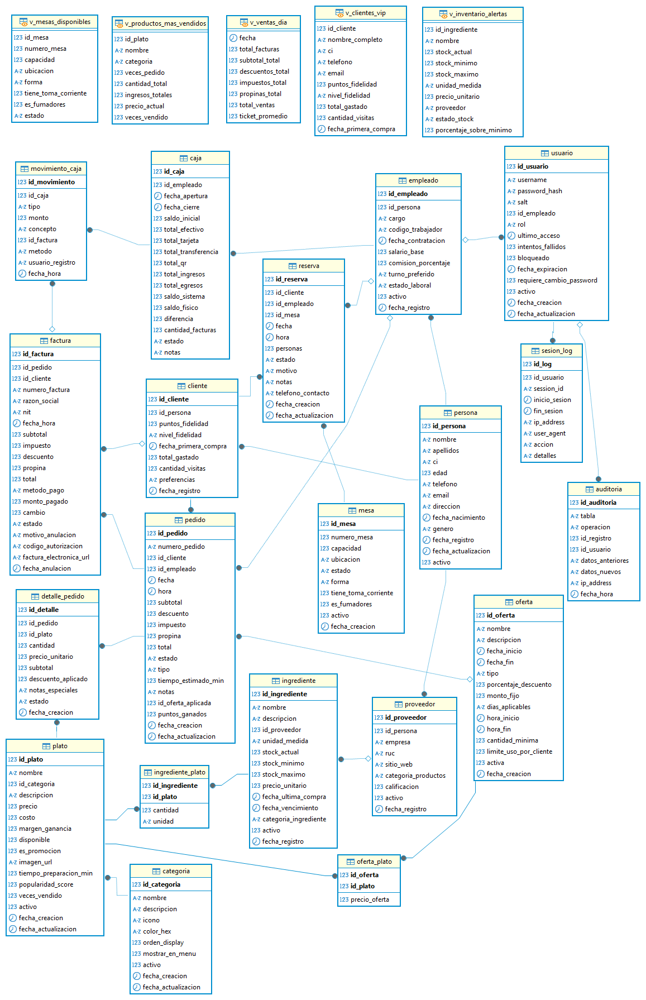 v_mesas_disponibles
123 id_mesa
123 numero_mesa
123 capacidad
A-Z ubicacion
A-Z forma
123 tiene_toma_corriente
123 es_fumadores
A-Z estado
v_productos_mas_vendidos
123 id_plato
A-Z nombre
A-Z categoria
123 veces_pedido
123 cantidad_total
123 ingresos_totales
123 precio_actual
123 veces_vendido
v_ventas_dia
fecha
123 total_facturas
123 subtotal_total
123 descuentos_total
123 impuestos_total
123 propinas_total
123 total_ventas
123 ticket_promedio
v_clientes_vip
123 id_cliente
A-Z nombre_completo
A-Z ci
A-Z telefono
A-Z email
123 puntos_fidelidad
A-Z nivel_fidelidad
123 total_gastado
123 cantidad_visitas
fecha_primera_compra
v_inventario_alertas
123 id_ingrediente
A-Z nombre
123 stock_actual
123 stock_minimo
123 stock_maximo
A-Z unidad_medida
123 precio_unitario
A-Z proveedor
A-Z estado_stock
123 porcentaje_sobre_minimo
movimiento_caja
123 id_movimiento
123 id_caja
A-Z tipo
123 monto
A-Z concepto
123 id_factura
A-Z metodo
A-Z usuario_registro
fecha_hora
caja
123 id_caja
123 id_empleado
fecha_apertura
fecha_cierre
123 saldo_inicial
123 total_efectivo
123 total_tarjeta
123 total_transferencia
123 total_qr
123 total_ingresos
123 total_egresos
123 saldo_sistema
123 saldo_fisico
123 diferencia
123 cantidad_facturas
A-Z estado
A-Z notas
empleado
123 id_empleado
123 id_persona
A-Z cargo
A-Z codigo_trabajador
fecha_contratacion
123 salario_base
123 comision_porcentaje
A-Z turno_preferido
A-Z estado_laboral
123 activo
fecha_registro
usuario
123 id_usuario
A-Z username
A-Z password_hash
A-Z salt
123 id_empleado
A-Z rol
ultimo_acceso
123 intentos_fallidos
123 bloqueado
fecha_expiracion
123 requiere_cambio_password
123 activo
fecha_creacion
fecha_actualizacion
reserva
123 id_reserva
123 id_cliente
123 id_empleado
123 id_mesa
fecha
hora
123 personas
A-Z estado
A-Z motivo
A-Z notas
A-Z telefono_contacto
fecha_creacion
fecha_actualizacion
factura
123 id_factura
123 id_pedido
123 id_cliente
A-Z numero_factura
A-Z razon_social
A-Z nit
fecha_hora
123 subtotal
123 impuesto
123 descuento
123 propina
123 total
A-Z metodo_pago
123 monto_pagado
123 cambio
A-Z estado
A-Z motivo_anulacion
A-Z codigo_autorizacion
A-Z factura_electronica_url
fecha_anulacion
cliente
123 id_cliente
123 id_persona
123 puntos_fidelidad
A-Z nivel_fidelidad
fecha_primera_compra
123 total_gastado
123 cantidad_visitas
A-Z preferencias
fecha_registro
sesion_log
123 id_log
123 id_usuario
A-Z session_id
inicio_sesion
fin_sesion
A-Z ip_address
A-Z user_agent
A-Z accion
A-Z detalles
persona
123 id_persona
A-Z nombre
A-Z apellidos
A-Z ci
123 edad
A-Z telefono
A-Z email
A-Z direccion
fecha_nacimiento
A-Z genero
fecha_registro
fecha_actualizacion
123 activo
auditoria
123 id_auditoria
A-Z tabla
A-Z operacion
123 id_registro
123 id_usuario
A-Z datos_anteriores
A-Z datos_nuevos
A-Z ip_address
fecha_hora
pedido
123 id_pedido
A-Z numero_pedido
123 id_cliente
123 id_empleado
fecha
hora
123 subtotal
123 descuento
123 impuesto
123 propina
123 total
A-Z estado
A-Z tipo
123 tiempo_estimado_min
A-Z notas
123 id_oferta_aplicada
123 puntos_ganados
fecha_creacion
fecha_actualizacion
mesa
123 id_mesa
123 numero_mesa
123 capacidad
A-Z ubicacion
A-Z estado
A-Z forma
123 tiene_toma_corriente
123 es_fumadores
123 activo
fecha_creacion
detalle_pedido
123 id_detalle
123 id_pedido
123 id_plato
123 cantidad
123 precio_unitario
123 subtotal
123 descuento_aplicado
A-Z notas_especiales
A-Z estado
fecha_creacion
oferta
123 id_oferta
A-Z nombre
A-Z descripcion
fecha_inicio
fecha_fin
A-Z tipo
123 porcentaje_descuento
123 monto_fijo
A-Z dias_aplicables
hora_inicio
hora_fin
123 cantidad_minima
123 limite_uso_por_cliente
123 activa
fecha_creacion
ingrediente
123 id_ingrediente
A-Z nombre
A-Z descripcion
123 id_proveedor
A-Z unidad_medida
123 stock_actual
123 stock_minimo
123 stock_maximo
123 precio_unitario
fecha_ultima_compra
fecha_vencimiento
A-Z categoria_ingrediente
123 activo
fecha_registro
proveedor
123 id_proveedor
123 id_persona
A-Z empresa
A-Z ruc
A-Z sitio_web
A-Z categoria_productos
123 calificacion
123 activo
fecha_registro
plato
123 id_plato
A-Z nombre
123 id_categoria
A-Z descripcion
123 precio
123 costo
123 margen_ganancia
123 disponible
123 es_promocion
A-Z imagen_url
123 tiempo_preparacion_min
123 popularidad_score
123 veces_vendido
123 activo
fecha_creacion
fecha_actualizacion
ingrediente_plato
123 id_ingrediente
123 id_plato
123 cantidad
A-Z unidad
oferta_plato
123 id_oferta
123 id_plato
123 precio_oferta
categoria
123 id_categoria
A-Z nombre
A-Z descripcion
A-Z icono
A-Z color_hex
123 orden_display
123 mostrar_en_menu
123 activo
fecha_creacion
fecha_actualizacion